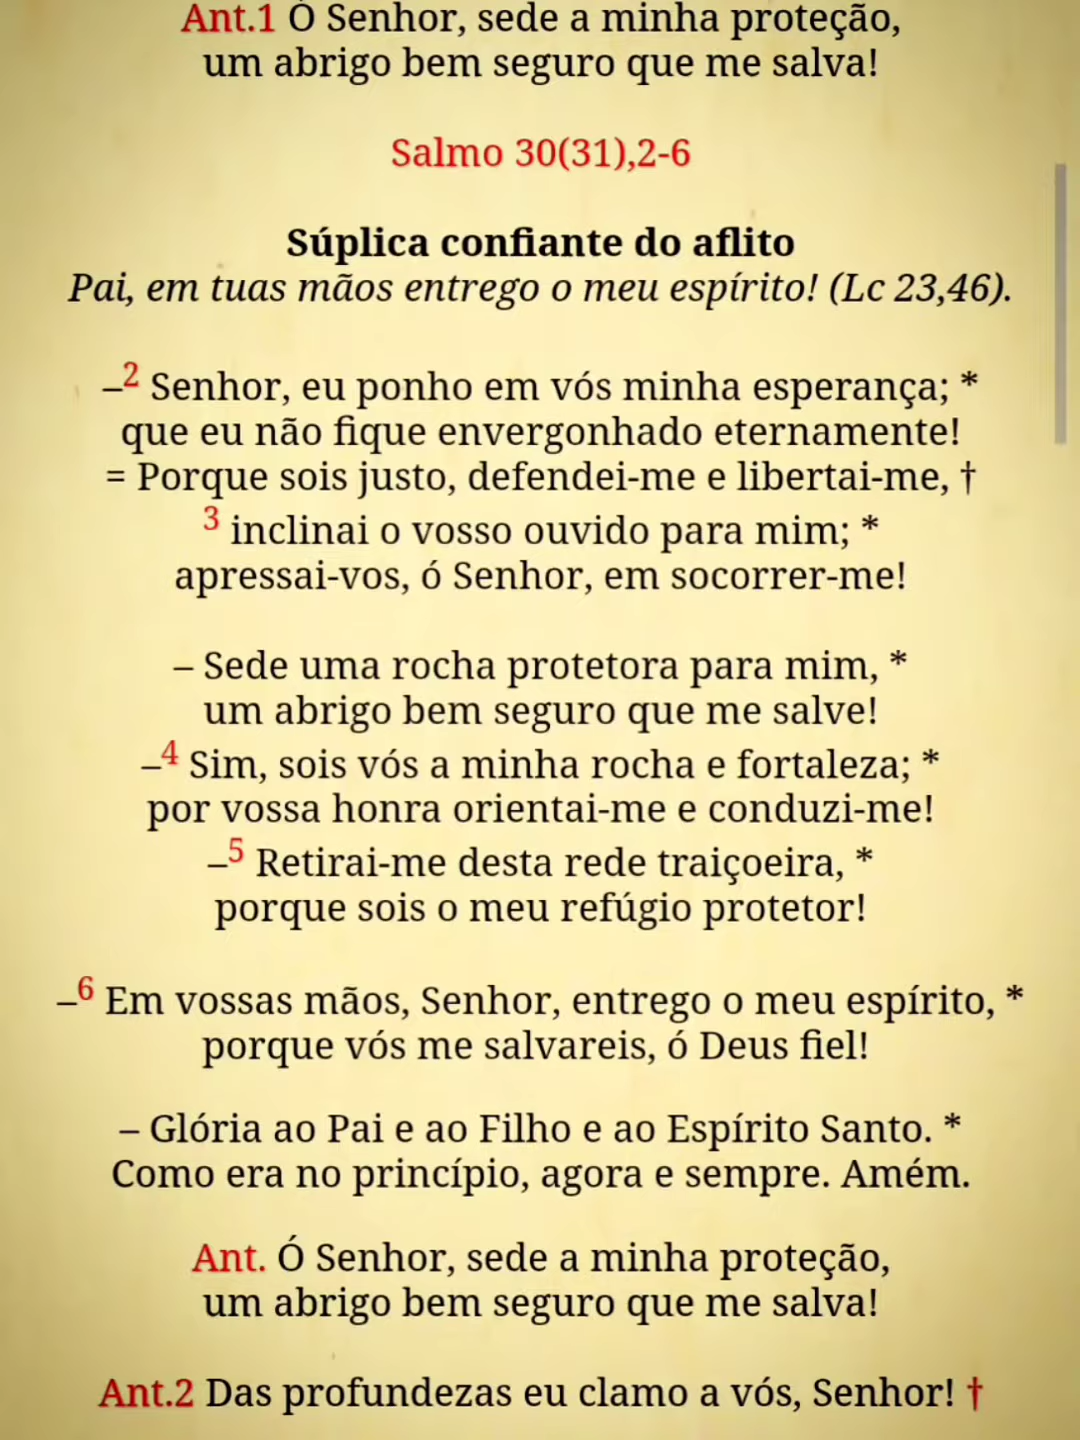 Ant.1 Ó Senhor, sede a minha proteção,
um abrigo bem seguro que me salva!
Salmo 30(31),2-6
Súplica confiante do aflito
Pai, em tuas mãos entrego o meu espírito! (Lc 23,46).
–2 Senhor, eu ponho em vós minha esperança; *
que eu não fique envergonhado eternamente!
= Porque sois justo, defendei-me e libertai-me, †
3 inclinai o vosso ouvido para mim; *
apressai-vos, ó Senhor, em socorrer-me!
– Sede uma rocha protetora para mim, *
um abrigo bem seguro que me salve!
–4 Sim, sois vós a minha rocha e fortaleza; *
por vossa honra orientai-me e conduzi-me!
–5 Retirai-me desta rede traiçoeira, *
porque sois o meu refúgio protetor!
–6 Em vossas mãos, Senhor, entrego o meu espírito, *
porque vós me salvareis, ó Deus fiel!
– Glória ao Pai e ao Filho e ao Espírito Santo. *
Como era no princípio, agora e sempre. Amém.
Ant. Ó Senhor, sede a minha proteção,
um abrigo bem seguro que me salva!
Ant.2 Das profundezas eu clamo a vós, Senhor! †